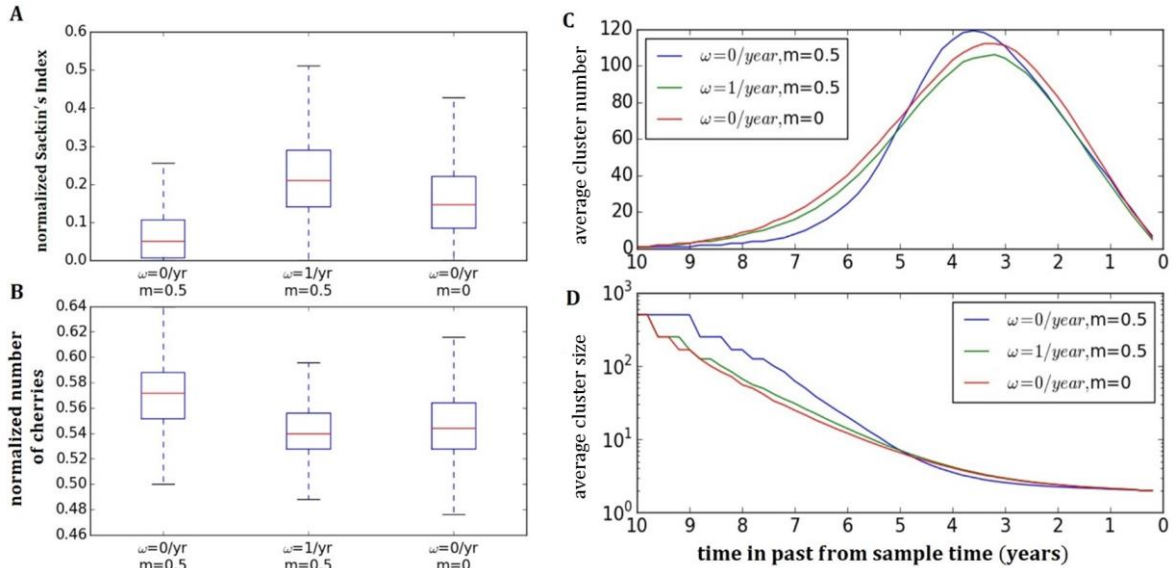 A
normalized Sackin's Index
0.6
0.5
0.4
0.3
0.2
0.1
0.0
ω=0/yr
m=0.5
ω=1/yr
m=0.5
ω=0/yr
m=0
B
normalized number
of cherries
0.64
0.62
0.60
0.58
0.56
0.54
0.52
0.50
0.48
0.46
ω=0/yr
m=0.5
ω=1/yr
m=0.5
ω=0/yr
m=0
C
average cluster number
120
100
80
60
40
20
0
ω=0/year,m=0.5
ω=1/year,m=0.5
ω=0/year,m=0
10 9 8 7 6 5 4 3 2 1 0
D
average cluster size
10³
10²
10¹
10⁰
ω=0/year,m=0.5
ω=1/year,m=0.5
ω=0/year,m=0
10 9 8 7 6 5 4 3 2 1 0
time in past from sample time (years)